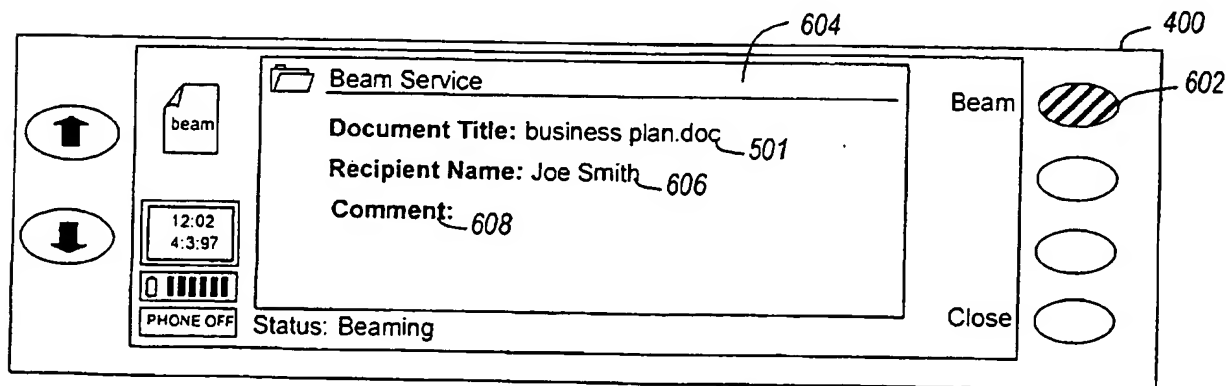 604
400
602
Beam Service
Beam
beam
Document Title: business plan.doc
501
Recipient Name: Joe Smith
606
Comment:
608
12:02
4:3:97
PHONE OFF
Status: Beaming
Close